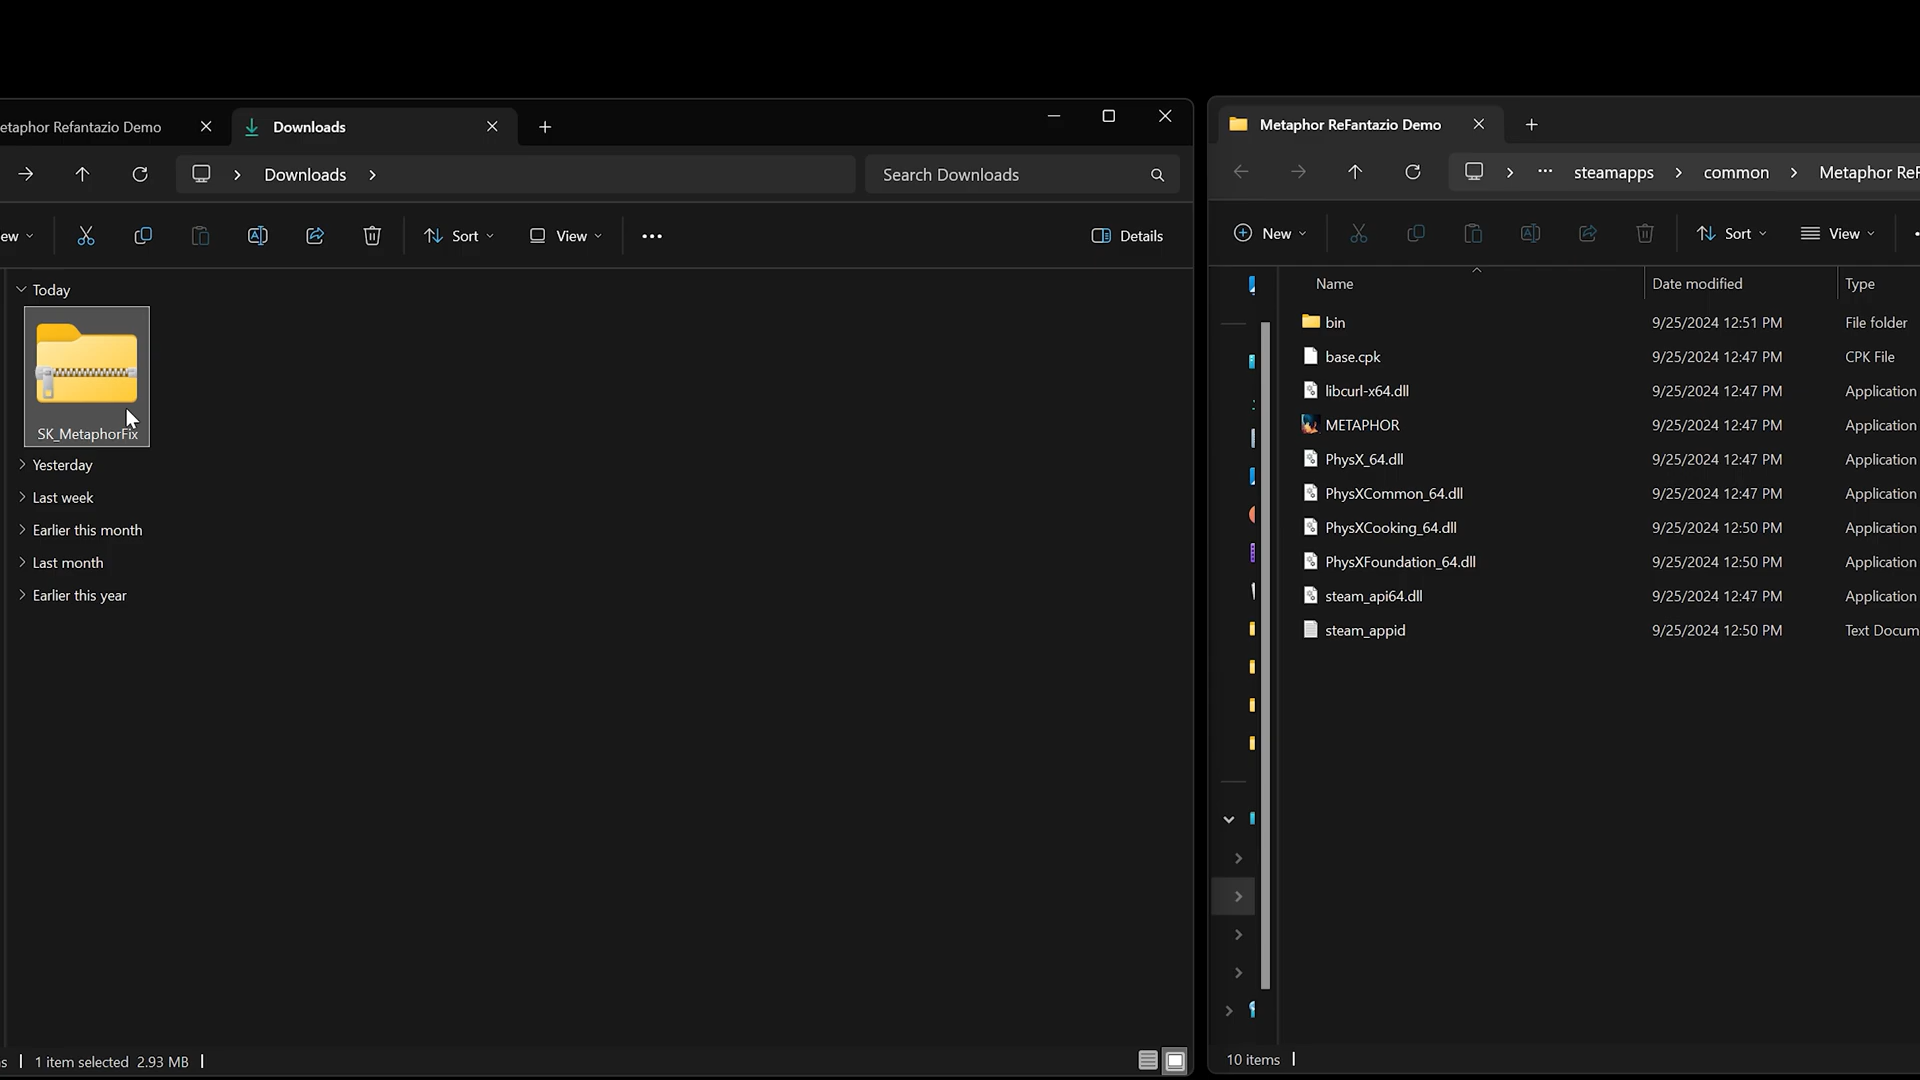 etaphor Refantazio Demo
Downloads
Downloads
Search Downloads
ew
Sort
View
Details
Today
SK_MetaphorFix
Yesterday
Last week
Earlier this month
Last month
Earlier this year
s
1 item selected 2.93 MB
Metaphor ReFantazio Demo
steamapps
common
Metaphor ReF
New
Sort
View
Name Date modified Type
bin 9/25/2024 12:51 PM File folder
base.cpk 9/25/2024 12:47 PM CPK File
libcurl-x64.dll 9/25/2024 12:47 PM Application
METAPHOR 9/25/2024 12:47 PM Application
PhysX_64.dll 9/25/2024 12:47 PM Application
PhysXCommon_64.dll 9/25/2024 12:47 PM Application
PhysXCooking_64.dll 9/25/2024 12:50 PM Application
PhysXFoundation_64.dll 9/25/2024 12:50 PM Application
steam_api64.dll 9/25/2024 12:47 PM Application
steam_appid 9/25/2024 12:50 PM Text Docum
10 items